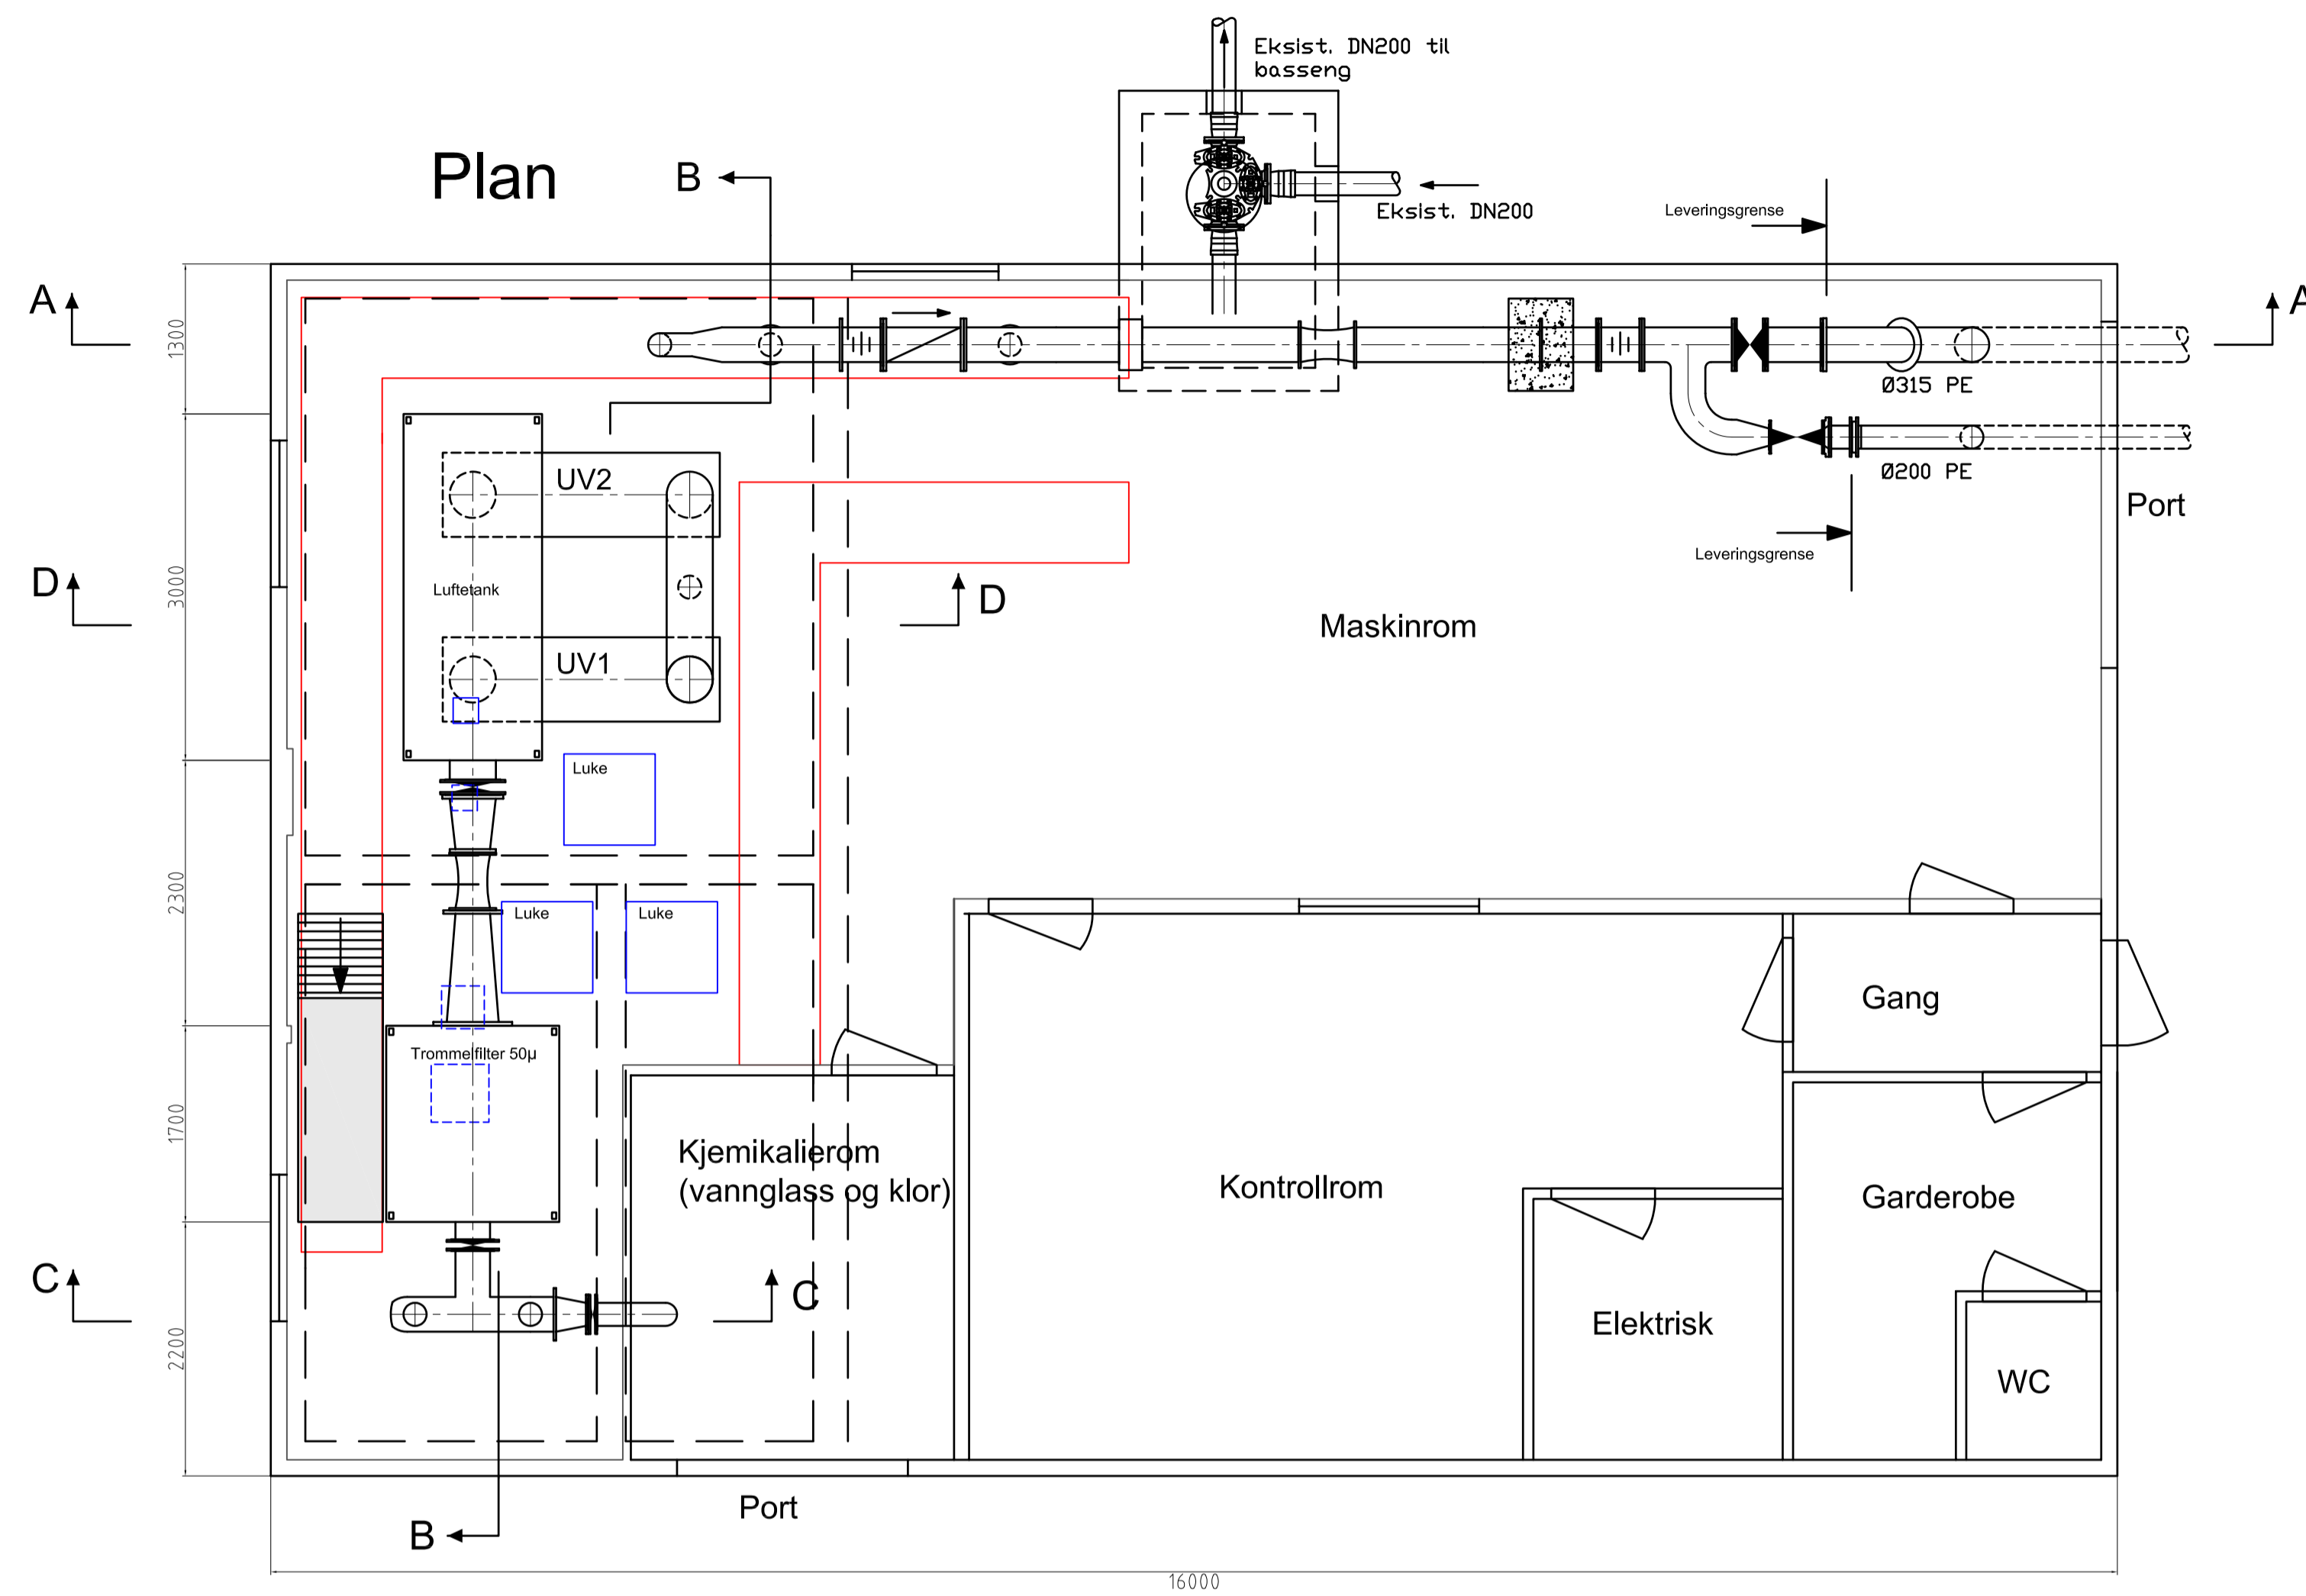 Eksist. DN200 til
basseng
Plan
B
Eksist. DN200
Leveringsgrense
A
A
1300
Ø315 PE
UV2
Ø200 PE
Port
Leveringsgrense
D
3000
Luftetank
D
Maskinrom
UV1
Luke
2300
Luke
Luke
Gang
Trommelfilter 50µ
1700
Kjemikalierom
(vannglass og klor)
Kontrollrom
Garderobe
C
C
Elektrisk
2200
WC
Port
B
16000